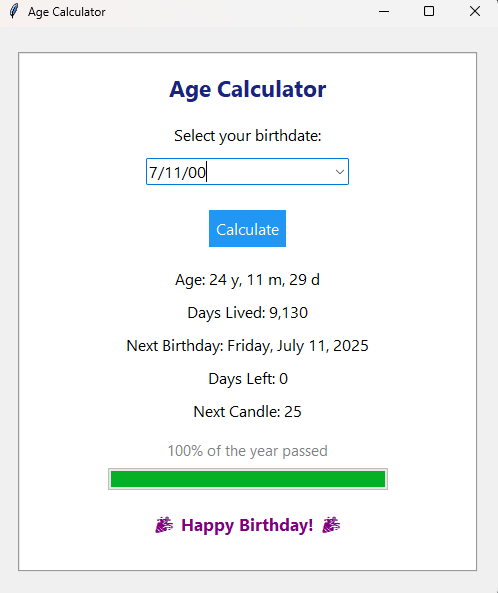 Age Calculator
Age Calculator
Select your birthdate:
7/11/00
Calculate
Age: 24 y, 11 m, 29 d
Days Lived: 9,130
Next Birthday: Friday, July 11, 2025
Days Left: 0
Next Candle: 25
100% of the year passed
🎉 Happy Birthday! 🎉